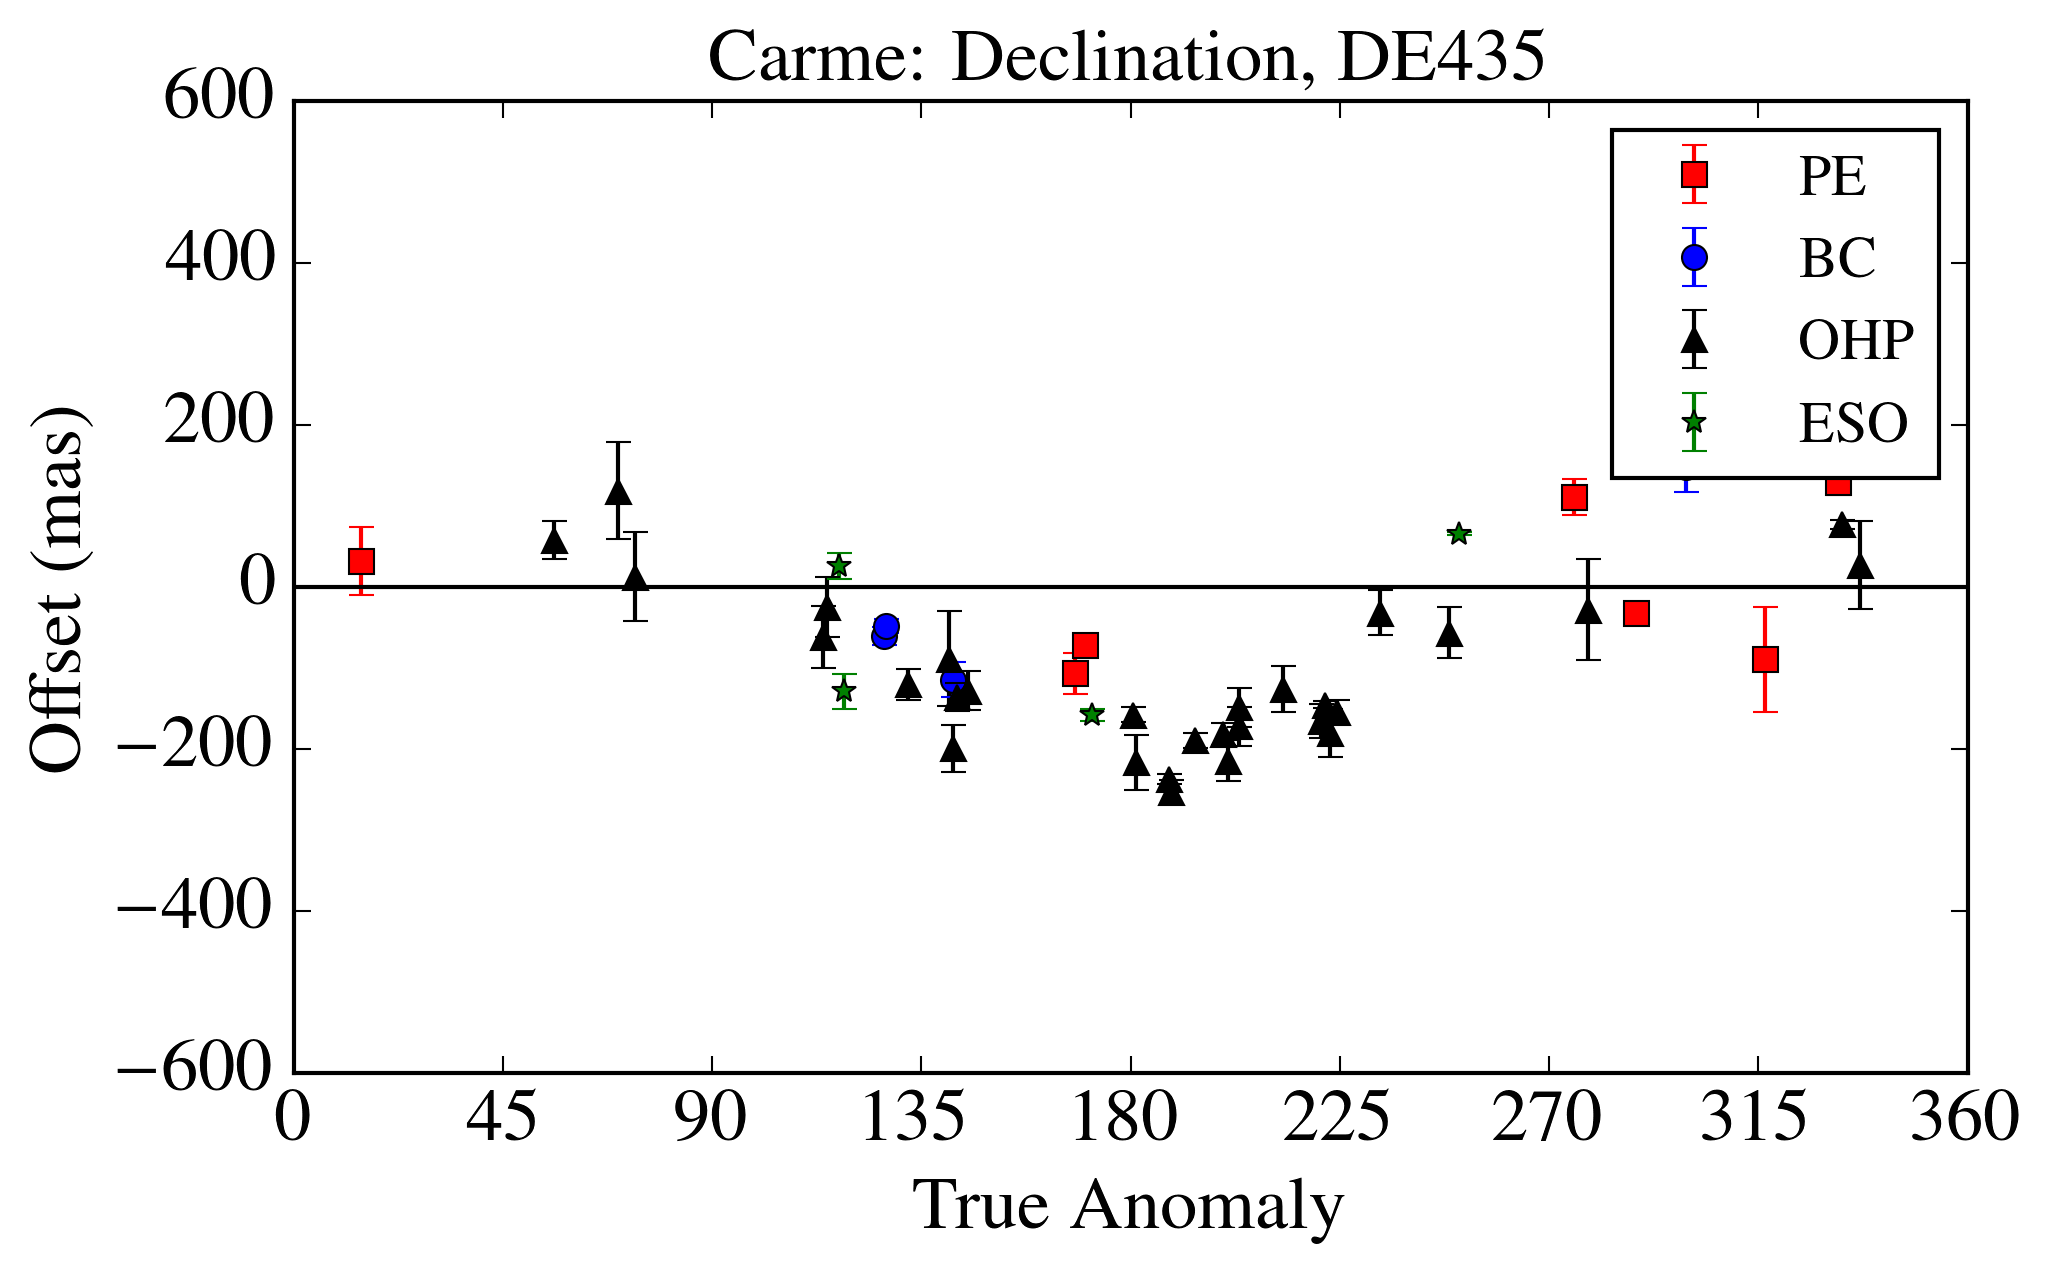 Carme: Declination, DE435
600
400
200
0
−200
−400
−600
Offset (mas)
PE
BC
OHP
ESO
0 45 90 135 180 225 270 315 360
True Anomaly